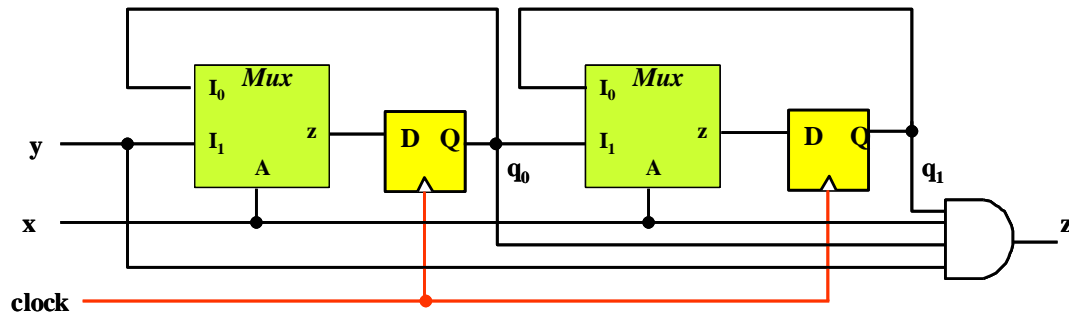 Mux
I₀
I₁
z
A
D Q
q₀
Mux
I₀
I₁
z
A
D Q
q₁
y
x
z
clock